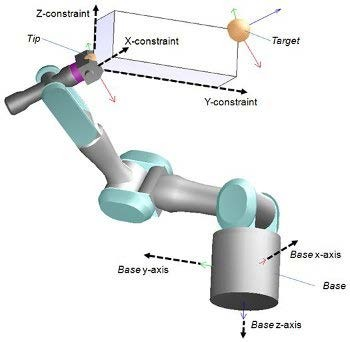 Z-constraint
Tip
X-constraint
Target
Y-constraint
Base x-axis
Base y-axis
Base
Base z-axis